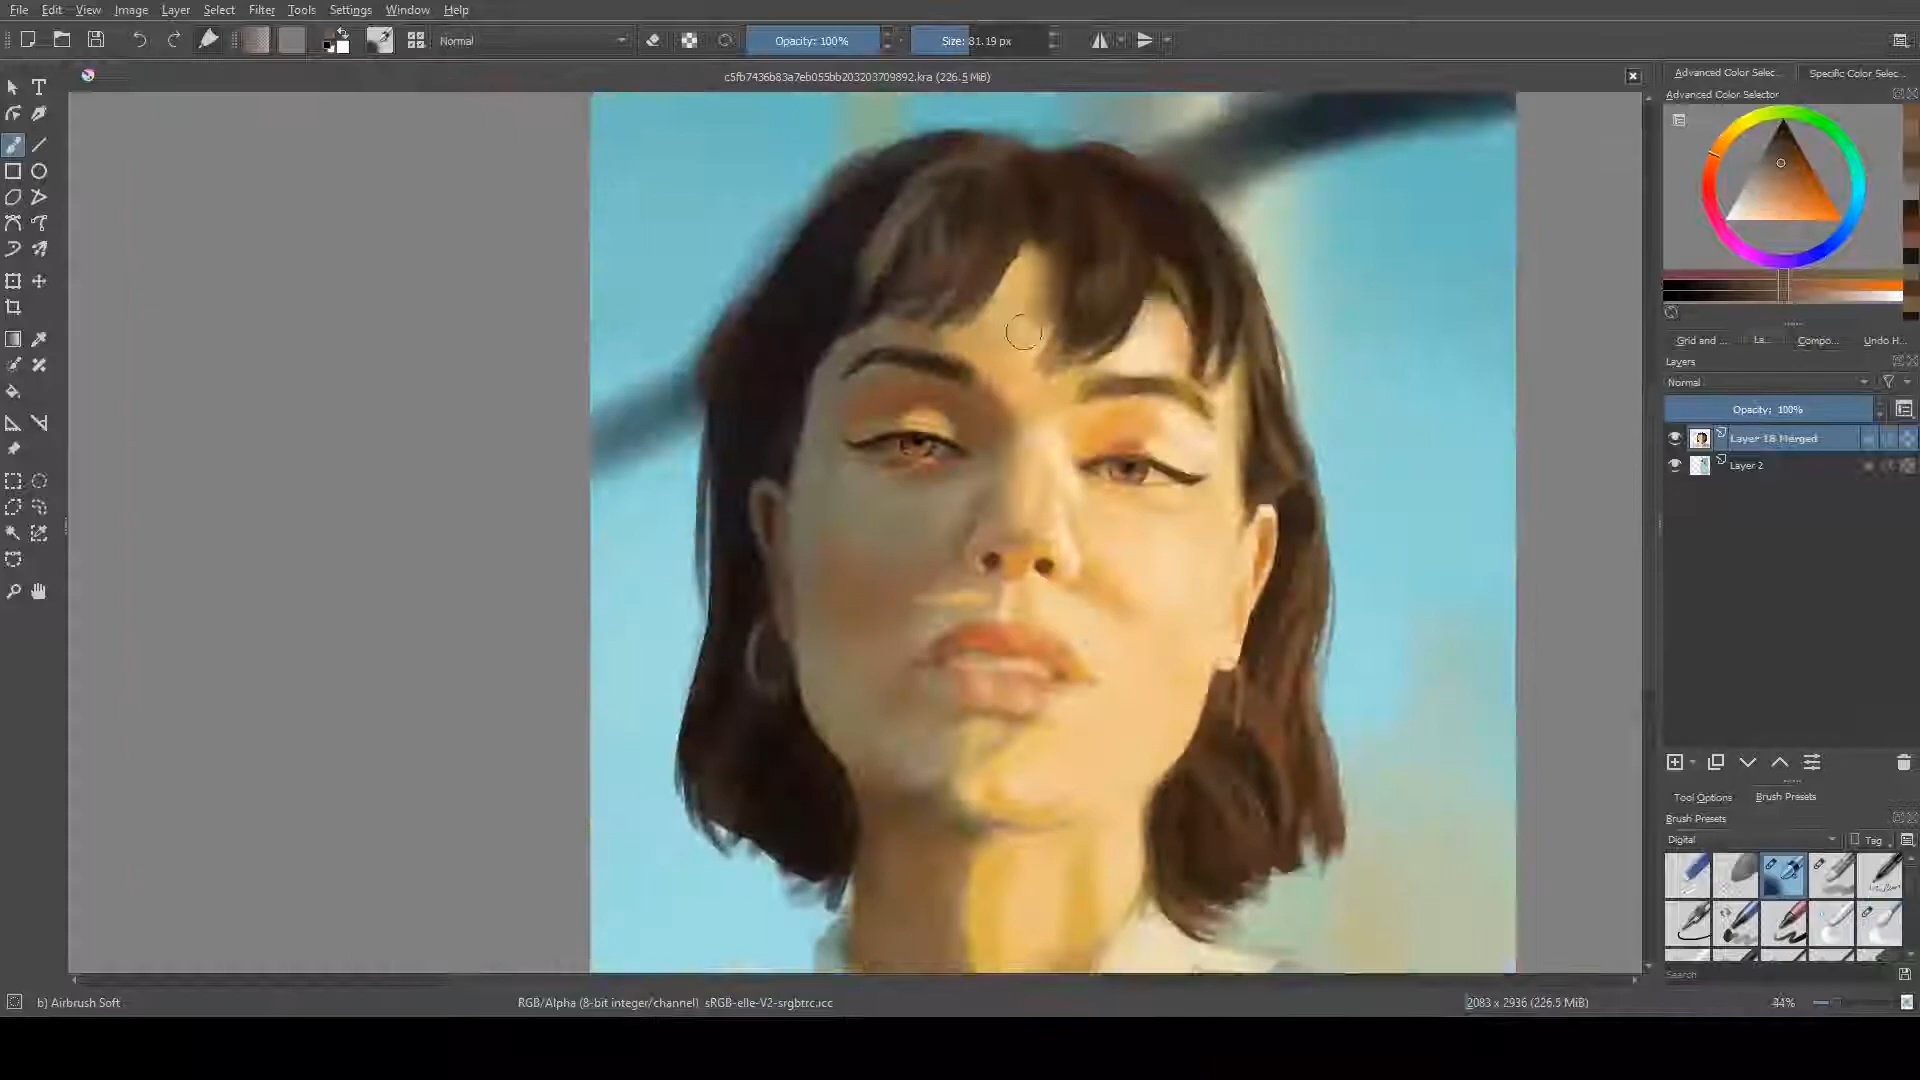 File Edit View Image Layer Select Filter Tools Settings Window Help
Normal Opacity: 100% Size: 81.19 px
c5fb7436b83a7eb055bb203203709892.kra (226.5 MiB)
Advanced Color Selec... Specific Color Selec...
Advanced Color Selector
Grid and ... La... Compo... Undo H...
Layers
Normal
Opacity: 100%
Layer 18 Merged
Layer 2
Tool Options Brush Presets
Brush Presets
Digital Tag
Search
b) Airbrush Soft RGB/Alpha (8-bit integer/channel) sRGB-elle-V2-srgbtrc.icc 2083 x 2936 (226.5 MiB) 44%